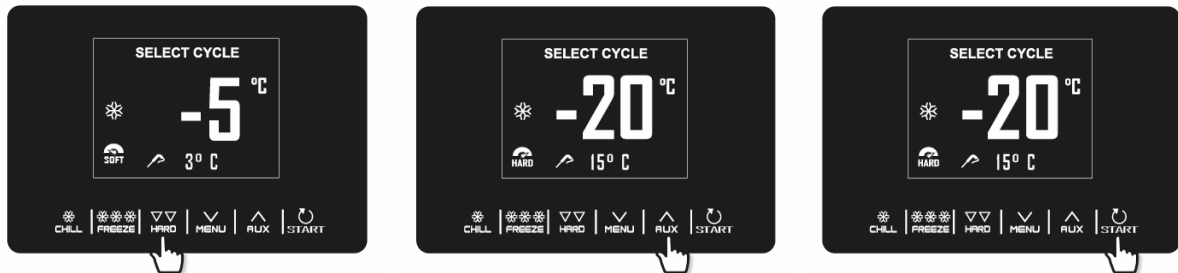 SELECT CYCLE
-5 °C
SOFT 3° C
CHILL FREEZE HARD MENU AUX START
SELECT CYCLE
-20 °C
HARD 15° C
CHILL FREEZE HARD MENU AUX START
SELECT CYCLE
-20 °C
HARD 15° C
CHILL FREEZE HARD MENU AUX START